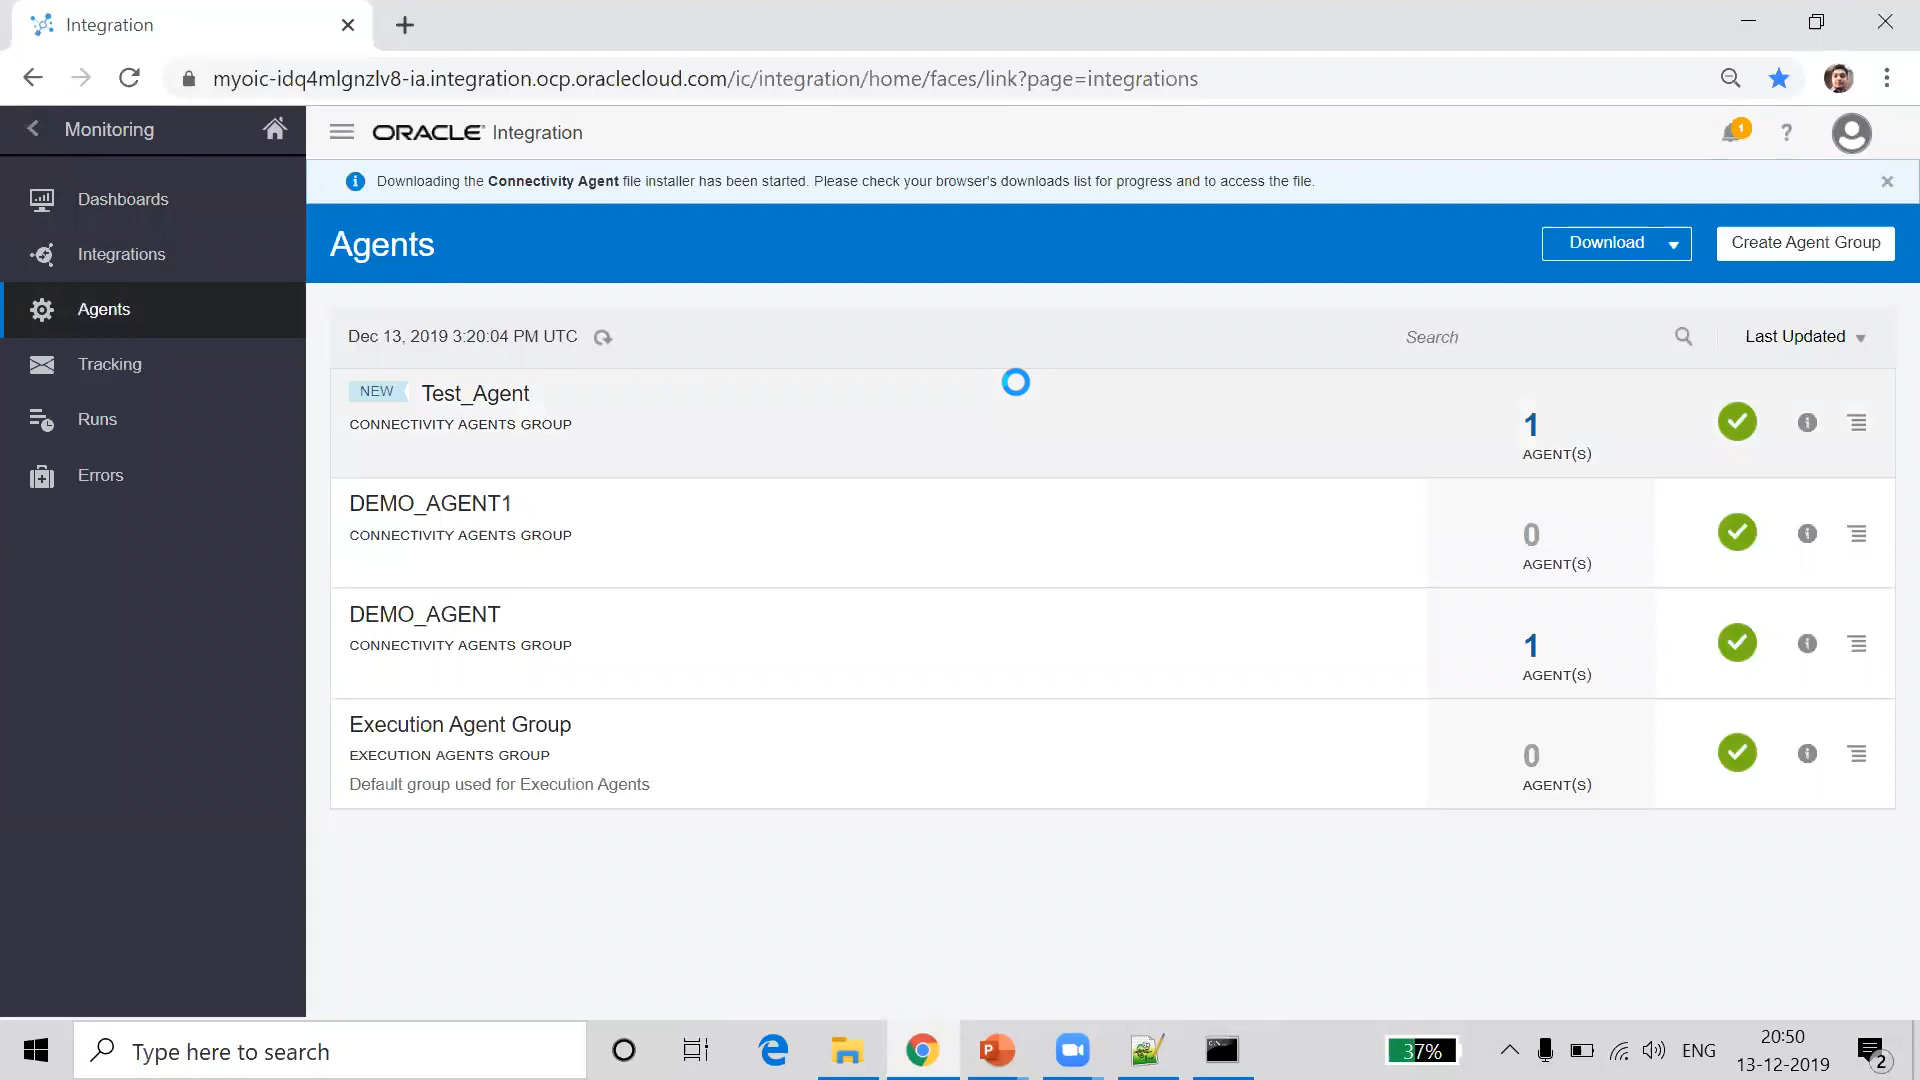 Integration
myoic-idq4mlgnzlv8-ia.integration.ocp.oraclecloud.com/ic/integration/home/faces/link?page=integrations
Monitoring
ORACLE Integration
1
?
Downloading the Connectivity Agent file installer has been started. Please check your browser's downloads list for progress and to access the file.
Dashboards
Integrations
Agents
Tracking
Runs
Errors
Agents
Download
Create Agent Group
Dec 13, 2019 3:20:04 PM UTC
Search
Last Updated
NEW Test_Agent
CONNECTIVITY AGENTS GROUP
1
AGENT(S)
DEMO_AGENT1
CONNECTIVITY AGENTS GROUP
0
AGENT(S)
DEMO_AGENT
CONNECTIVITY AGENTS GROUP
1
AGENT(S)
Execution Agent Group
EXECUTION AGENTS GROUP
Default group used for Execution Agents
0
AGENT(S)
Type here to search
37%
ENG
20:50
13-12-2019
2